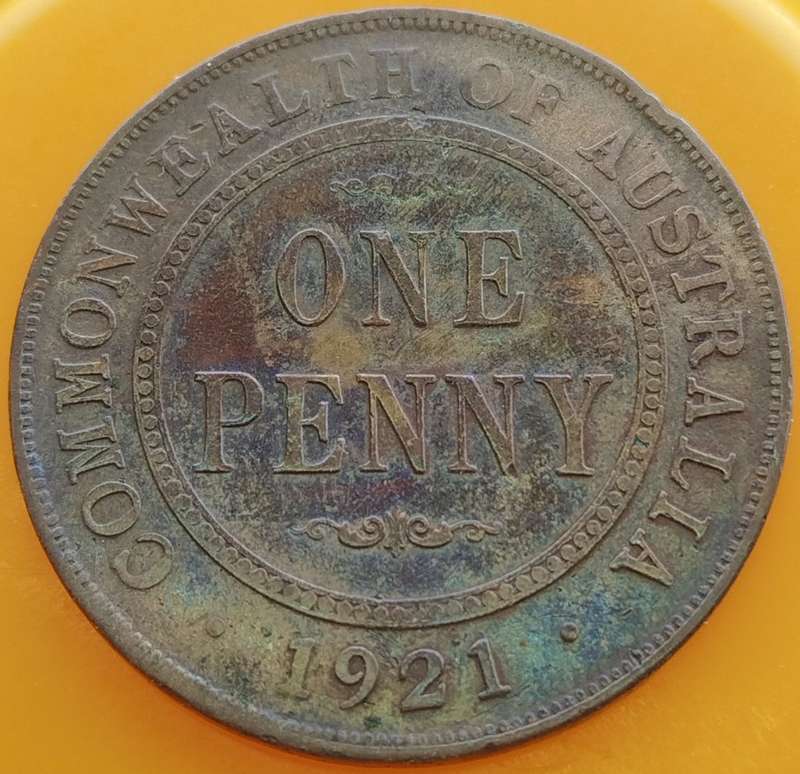 COMMONWEALTH OF AUSTRALIA
ONE
PENNY
1921